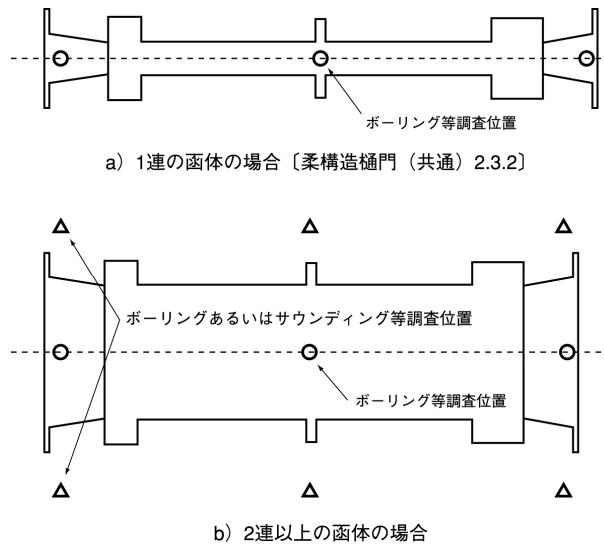 ボーリング等調査位置
a）1連の函体の場合〔柔構造樋門（共通）2.3.2〕
ボーリングあるいはサウンディング等調査位置
ボーリング等調査位置
b）2連以上の函体の場合